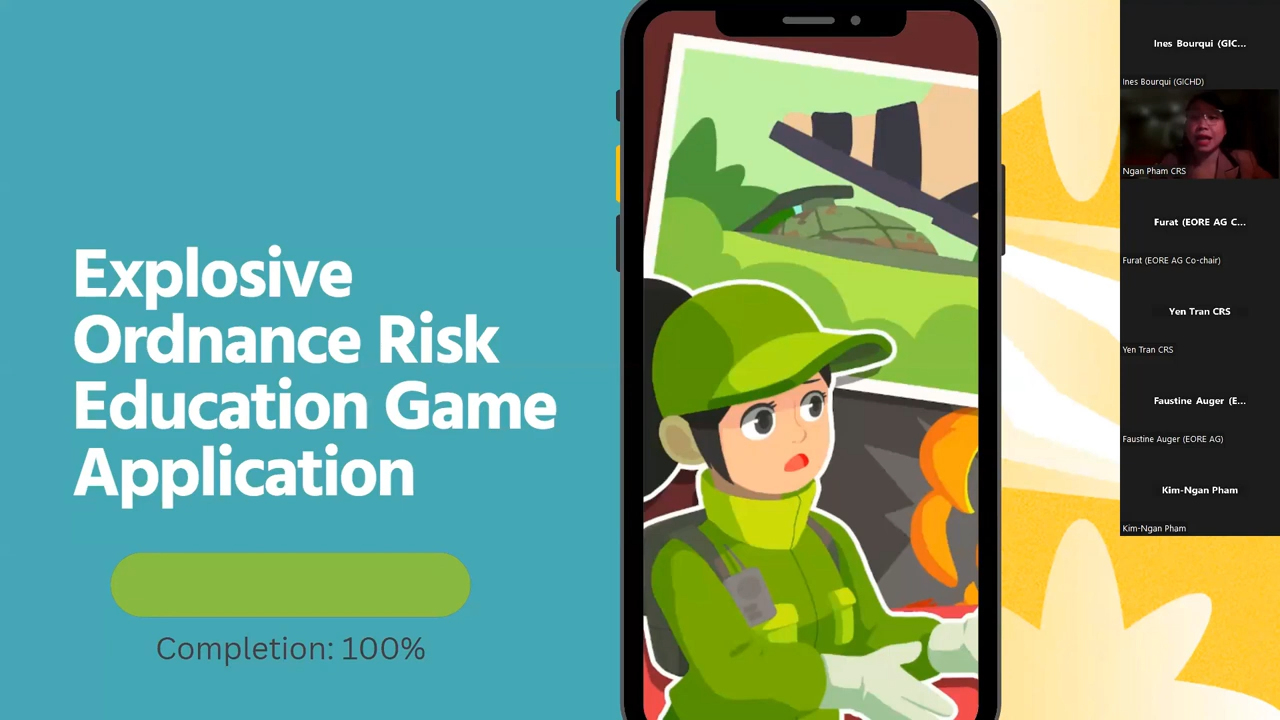 Explosive
Ordnance Risk
Education Game
Application
Completion: 100%
Ines Bourqui (GIC...
Ines Bourqui (GICHD)
Ngan Pham CRS
Furat (EORE AG C...
Furat (EORE AG Co-chair)
Yen Tran CRS
Yen Tran CRS
Faustine Auger (E...
Faustine Auger (EORE AG)
Kim-Ngan Pham
Kim-Ngan Pham